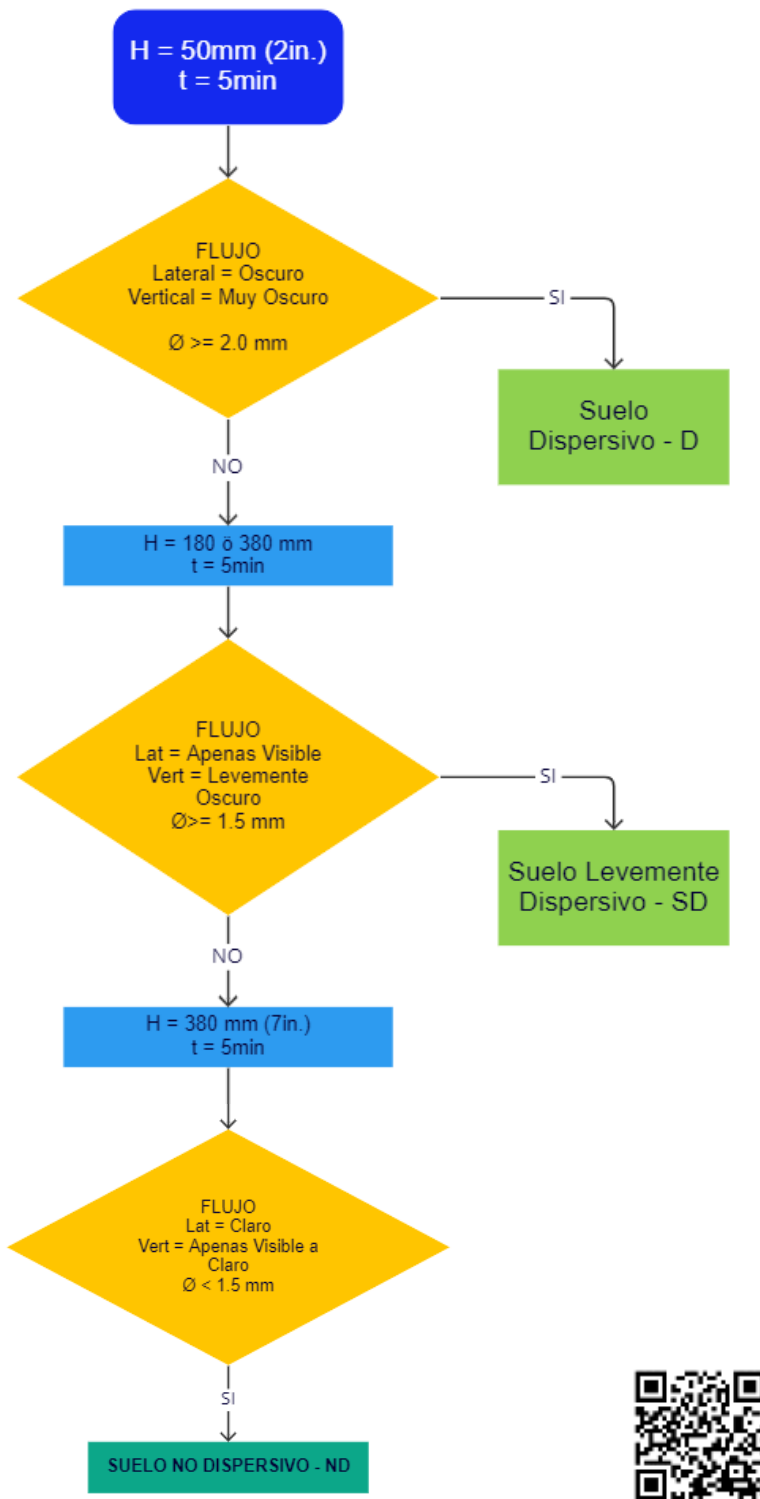 H = 50mm (2in.)
t = 5min
FLUJO
Lateral = Oscuro
Vertical = Muy Oscuro
Ø >= 2.0 mm
SI
Suelo
Dispersivo - D
NO
H = 180 ö 380 mm
t = 5min
FLUJO
Lat = Apenas Visible
Vert = Levemente
Oscuro
Ø>= 1.5 mm
SI
Suelo Levemente
Dispersivo - SD
NO
H = 380 mm (7in.)
t = 5min
FLUJO
Lat = Claro
Vert = Apenas Visible a
Claro
Ø < 1.5 mm
SI
SUELO NO DISPERSIVO - ND